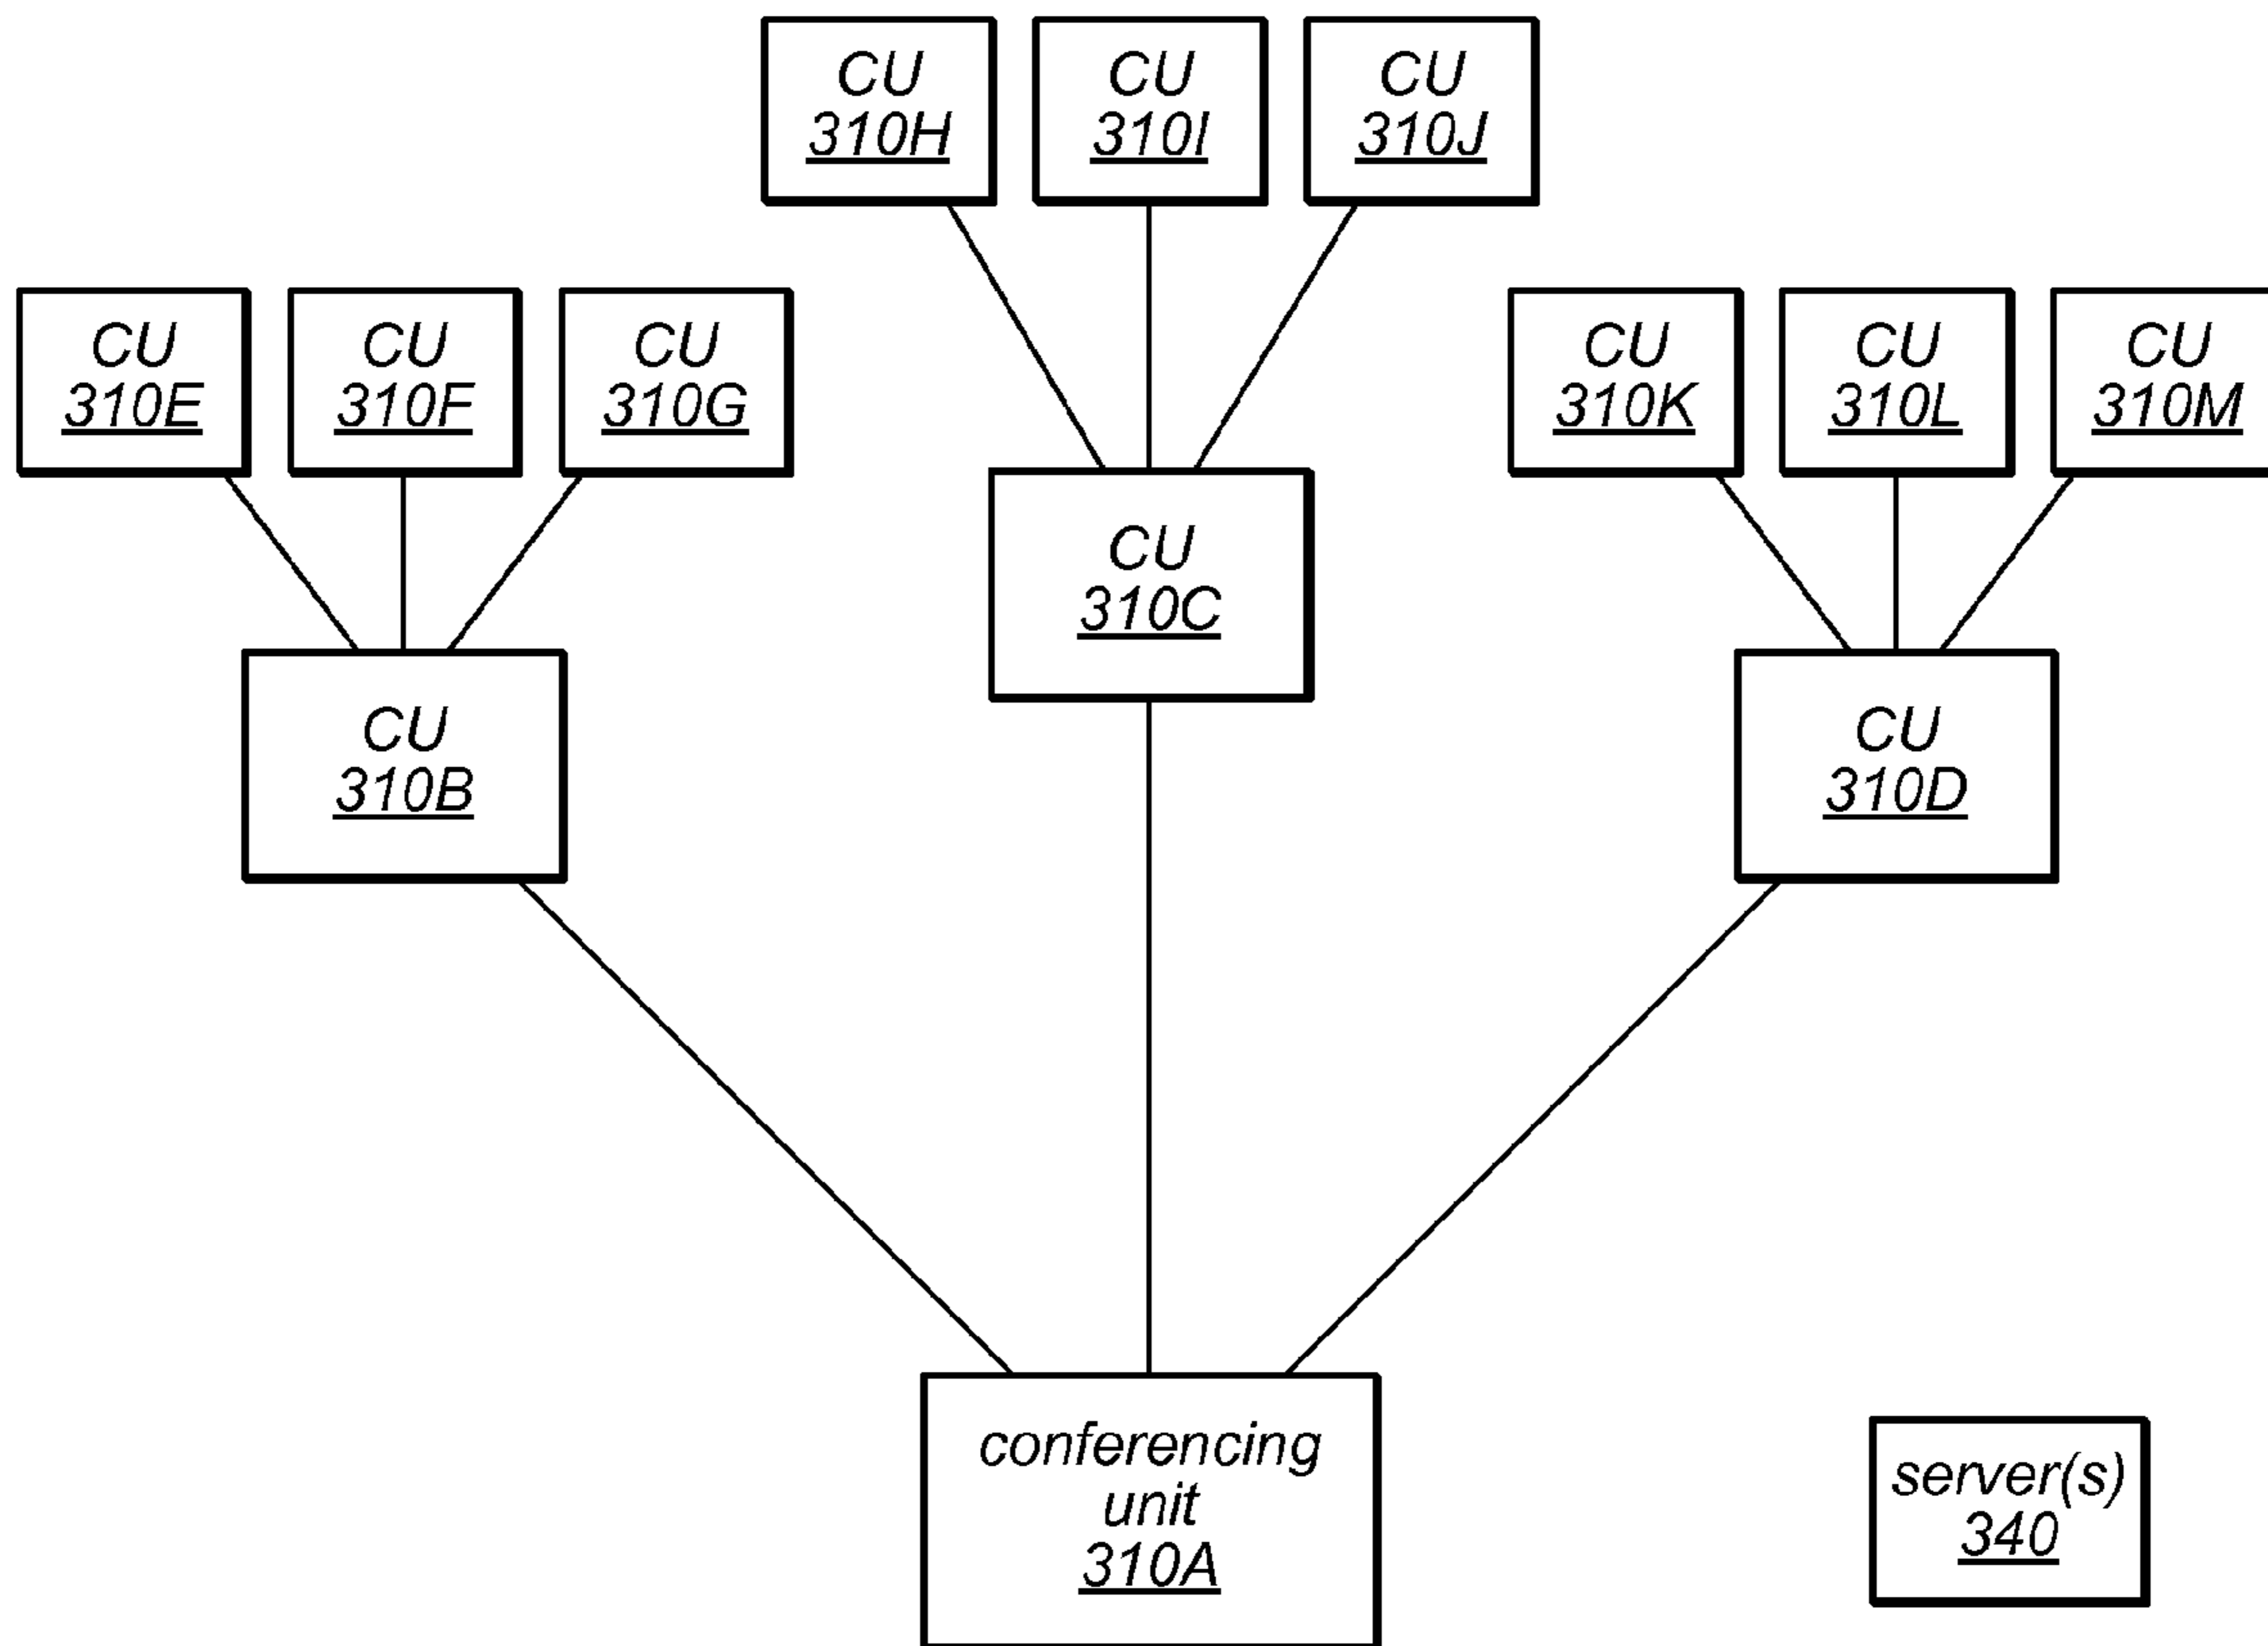 CU
310H
CU
310I
CU
310J
CU
310E
CU
310F
CU
310G
CU
310K
CU
310L
CU
310M
CU
310C
CU
310B
CU
310D
conferencing
unit
310A
server(s)
340